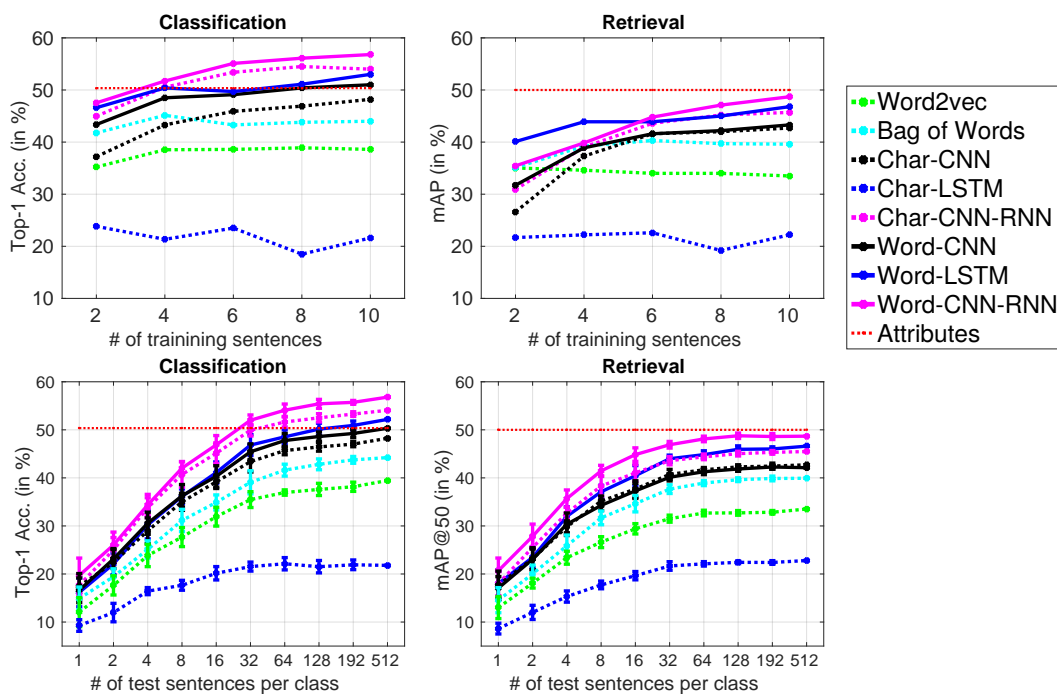 Classification
60
50
40
30
20
10
Top-1 Acc. (in %)
2 4 6 8 10
# of trainining sentences
Retrieval
60
50
40
30
20
10
mAP (in %)
2 4 6 8 10
# of trainining sentences
Word2vec
Bag of Words
Char-CNN
Char-LSTM
Char-CNN-RNN
Word-CNN
Word-LSTM
Word-CNN-RNN
Attributes
Classification
60
50
40
30
20
10
Top-1 Acc. (in %)
1 2 4 8 16 32 64 128 192 512
# of test sentences per class
Retrieval
60
50
40
30
20
10
mAP@50 (in %)
1 2 4 8 16 32 64 128 192 512
# of test sentences per class